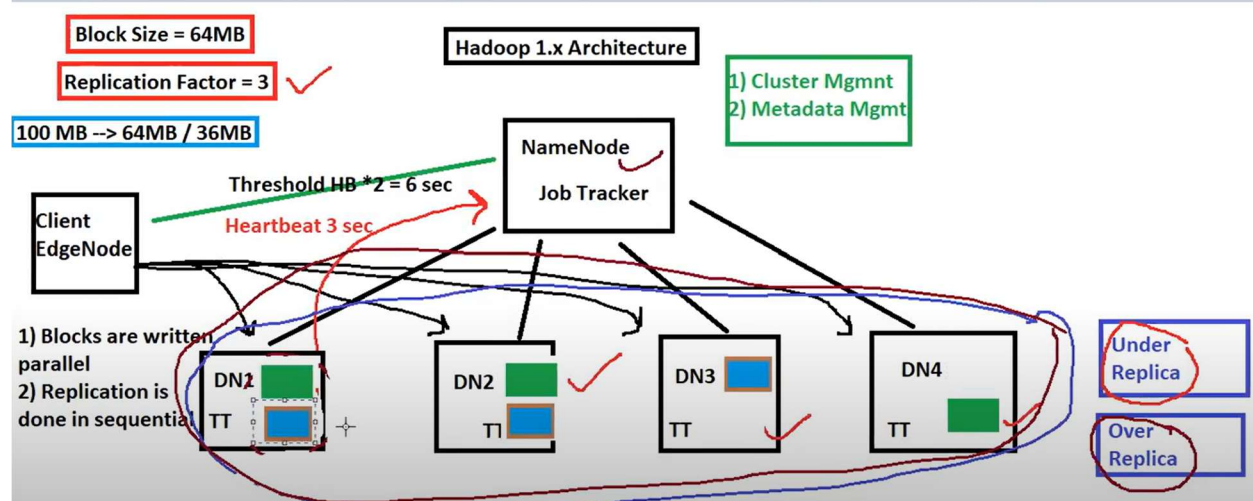 Block Size = 64MB
Hadoop 1.x Architecture
Replication Factor = 3
1) Cluster Mgmnt
2) Metadata Mgmt
100 MB --> 64MB / 36MB
NameNode
Job Tracker
Threshold HB *2 = 6 sec
Heartbeat 3 sec
Client
EdgeNode
1) Blocks are written
parallel
2) Replication is
done in sequential
DN1
TT
DN2
TT
DN3
TT
DN4
TT
Under
Replica
Over
Replica